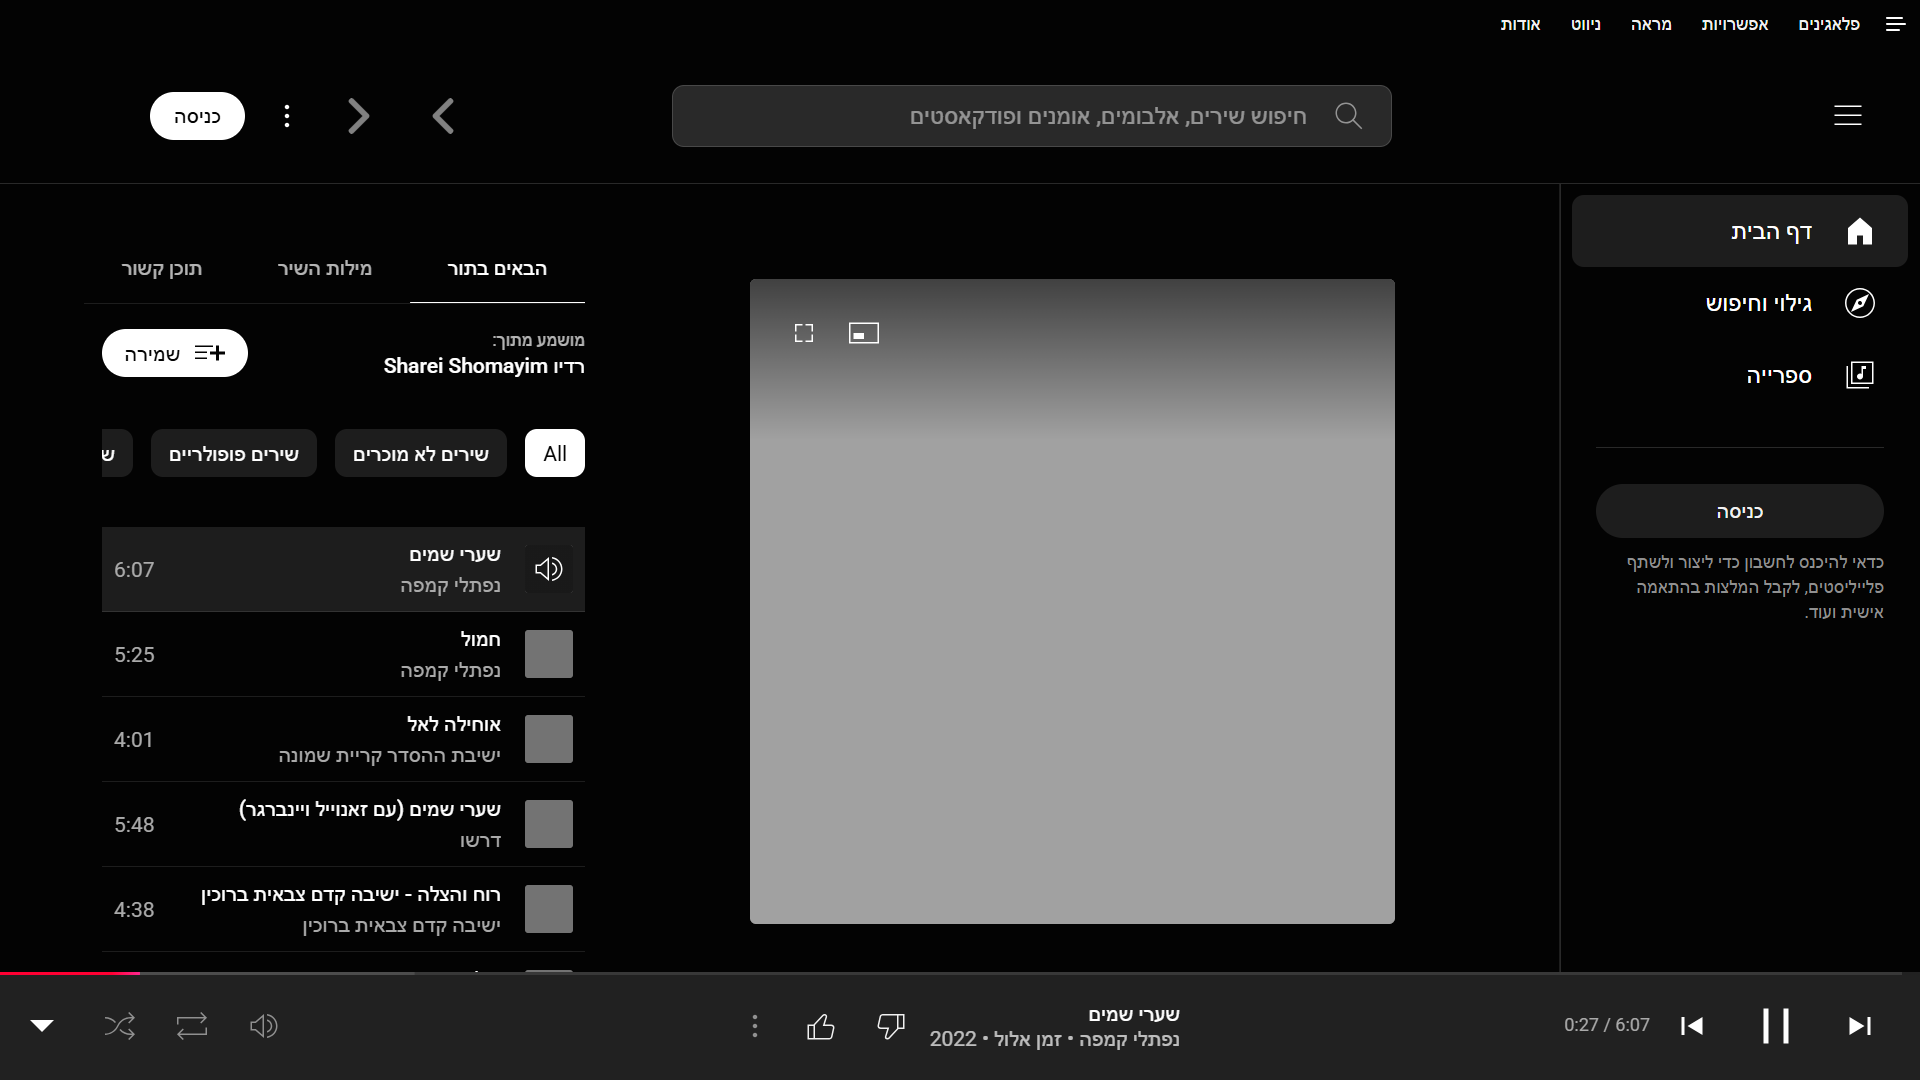 פלאגינים
אפשרויות
מראה
ניווט
אודות
חיפוש שירים, אלבומים, אומנים ופודקאסטים
כניסה
דף הבית
גילוי וחיפוש
ספרייה
כניסה
כדאי להיכנס לחשבון כדי ליצור ולשתף
פלייליסטים, לקבל המלצות בהתאמה
אישית ועוד.
הבאים בתור
מילות השיר
תוכן קשור
מושמע מתוך:
רדיו Sharei Shomayim
שמירה
All
שירים לא מוכרים
שירים פופולריים
ש
שערי שמים
נפתלי קמפה
6:07
חמול
נפתלי קמפה
5:25
אוחילה לאל
ישיבת ההסדר קריית שמונה
4:01
שערי שמים (עם זאנוייל ויינברגר)
דרשו
5:48
רוח והצלה - ישיבה קדם צבאית ברוכין
ישיבה קדם צבאית ברוכין
4:38
0:27 / 6:07
שערי שמים
נפתלי קמפה • זמן אלול • 2022